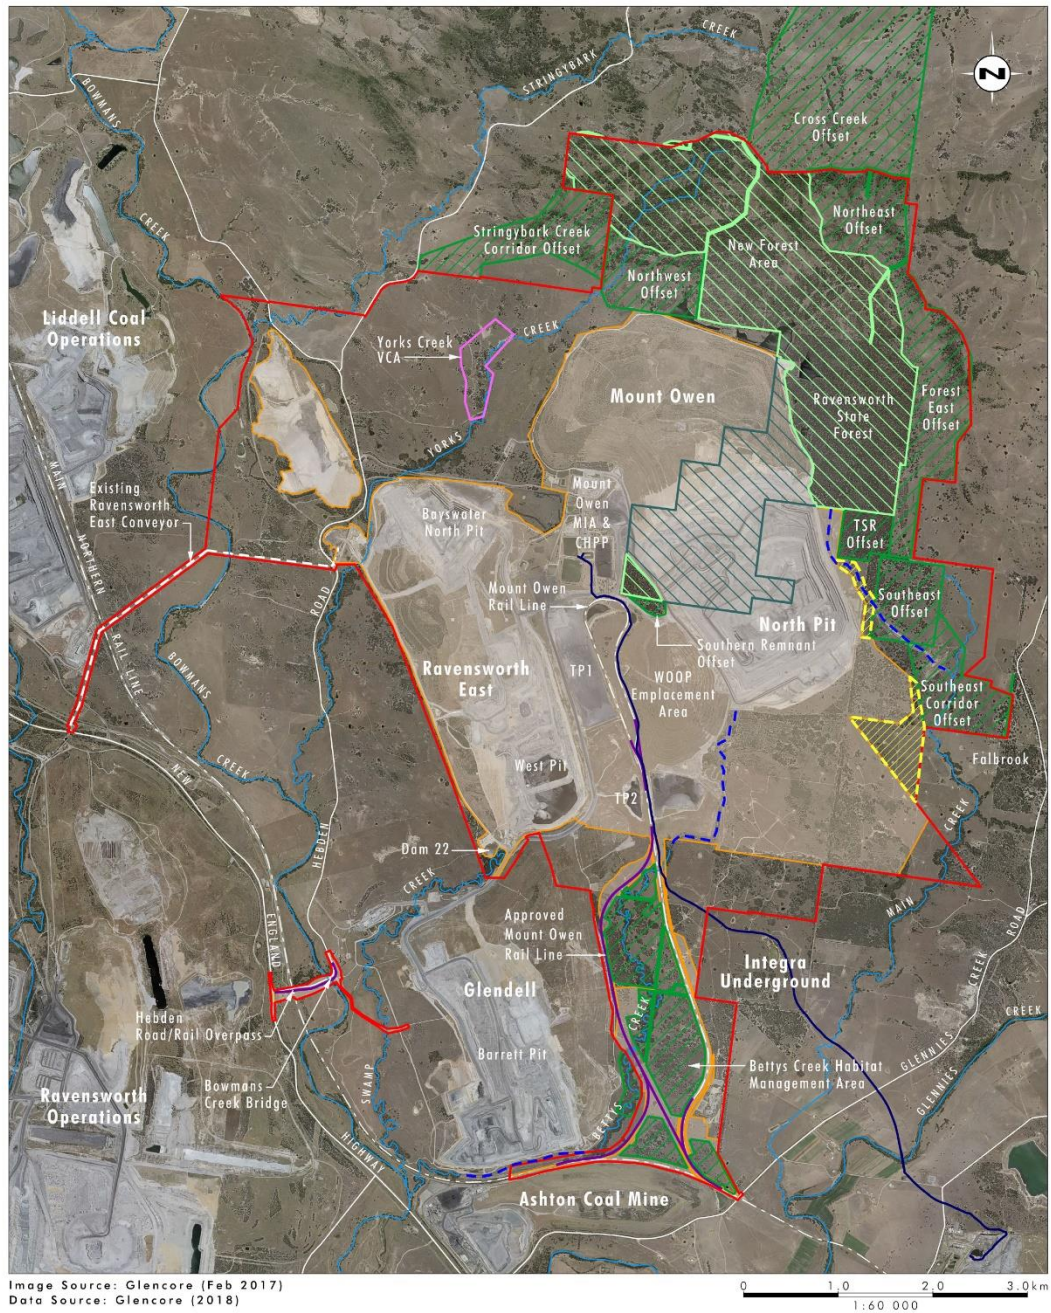 STRINGYBARK
CREEK
BOWMANS
CREEK
N
Cross Creek
Offset
Northeast
Offset
Stringybark Creek
Corridor Offset
New Forest
Area
Northwest
Offset
Liddell Coal
Operations
Yorks Creek
VCA
CREEK
YORKS
Mount Owen
Ravensworth
State
Forest
Forest
East
Offset
MAIN
NORTHERN
RAIL LINE
Existing
Ravensworth
East Conveyor
Bayswater
North Pit
Mount
Owen
MIA &
CHPP
TSR
Offset
Mount Owen
Rail Line
Southeast
Offset
North Pit
Southern Remnant
Offset
ROAD
HEBDEN
BOWMANS
CREEK
Ravensworth
East
TP1
WOOP
Emplacement
Area
Southeast
Corridor
Offset
Falbrook
NEW
ENGLAND
HIGHWAY
West Pit
TP2
Dam 22
CREEK
SWAMP
MAIN
CREEK
Approved
Mount Owen
Rail Line
Integra
Underground
Glendell
Barrett Pit
Hebden
Road/Rail Overpass
Bowmans
Creek Bridge
Ravensworth
Operations
BETTYS
CREEK
Bettys Creek Habitat
Management Area
GLENNIES
CREEK
ROAD
GLENNIES
CREEK
Ashton Coal Mine
Image Source: Glencore (Feb 2017)
Data Source: Glencore (2018)
0 1.0 2.0 3.0km
1:60 000